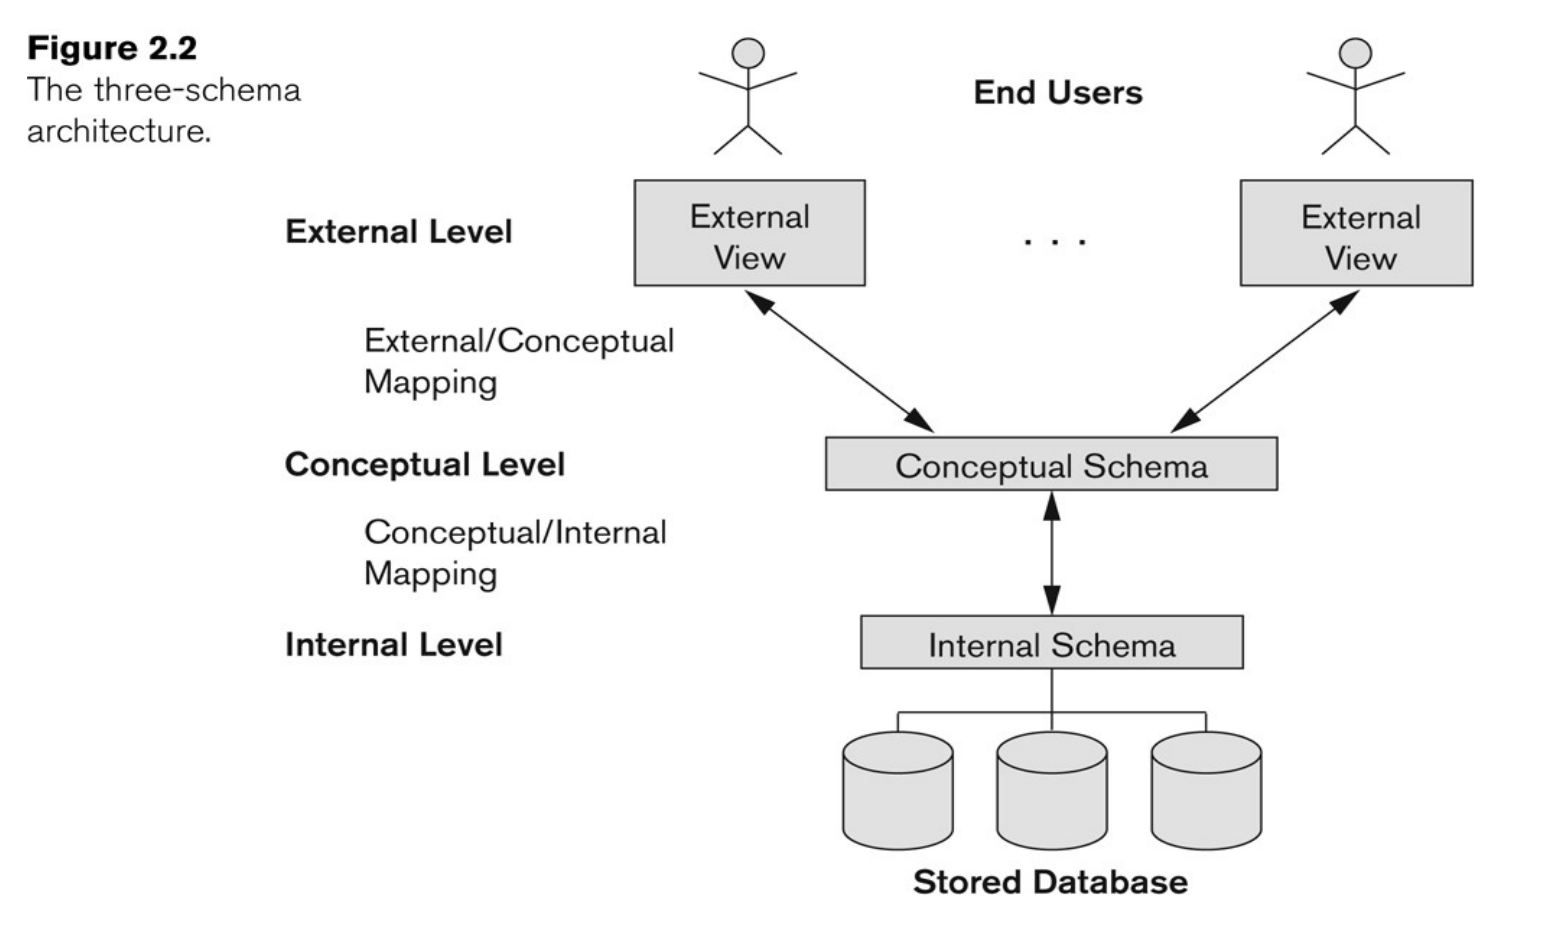 Figure 2.2
The three-schema
architecture.
End Users
External Level
External
View
. . .
External
View
External/Conceptual
Mapping
Conceptual Level
Conceptual Schema
Conceptual/Internal
Mapping
Internal Level
Internal Schema
Stored Database